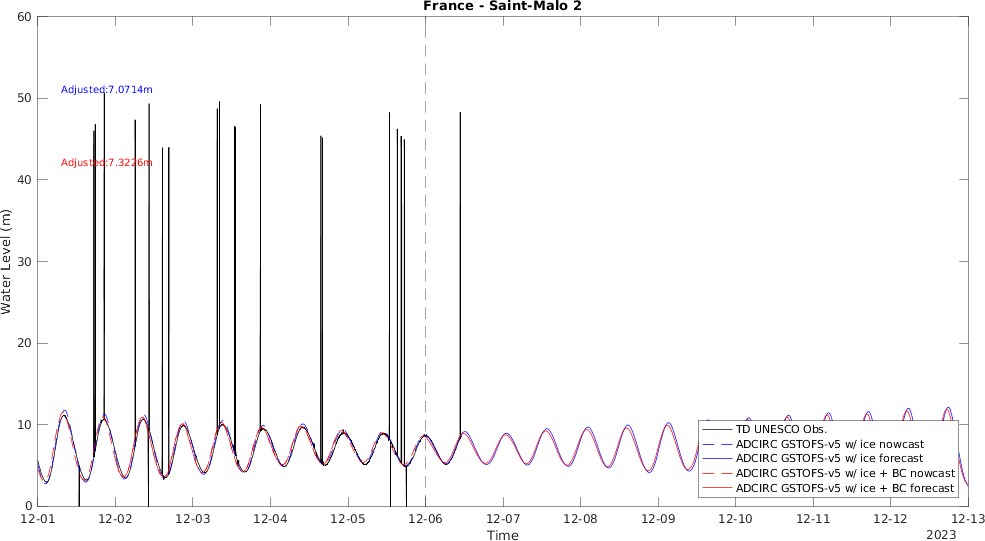 France - Saint-Malo 2
60
50
40
30
20
10
0
Water Level (m)
Adjusted:7.0714m
Adjusted:7.3226m
TD UNESCO Obs.
ADCIRC GSTOFS-v5 w/ ice nowcast
ADCIRC GSTOFS-v5 w/ ice forecast
ADCIRC GSTOFS-v5 w/ ice + BC nowcast
ADCIRC GSTOFS-v5 w/ ice + BC forecast
12-01 12-02 12-03 12-04 12-05 12-06 12-07 12-08 12-09 12-10 12-11 12-12 12-13
Time
2023